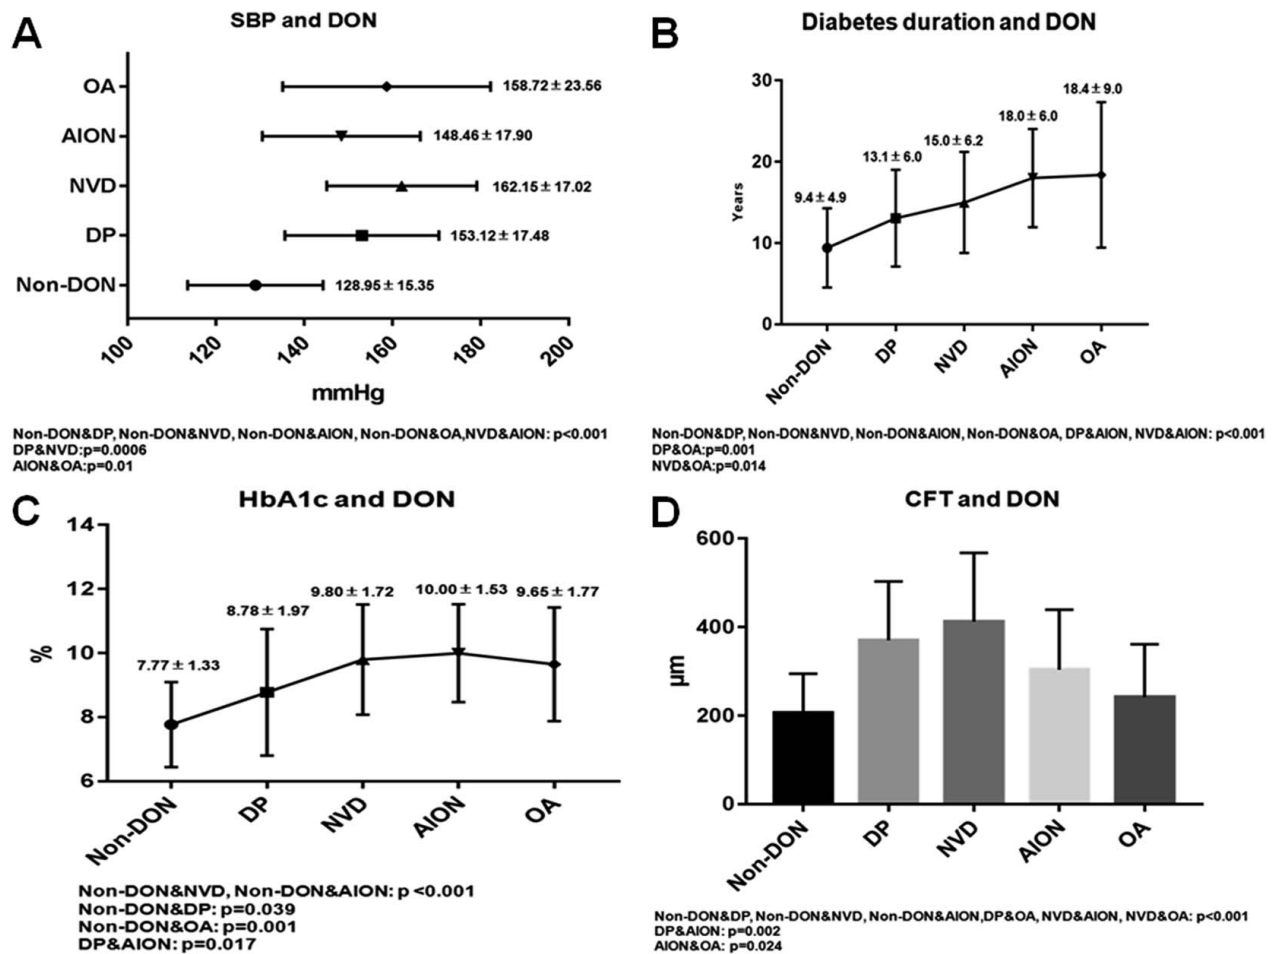 A
SBP and DON
OA
158.72±23.56
AION
148.46±17.90
NVD
162.15±17.02
DP
153.12±17.48
Non-DON
128.95±15.35
100
120
140
160
180
200
mmHg
Non-DON&DP, Non-DON&NVD, Non-DON&AION, Non-DON&OA,NVD&AION: p<0.001
DP&NVD:p=0.0006
AION&OA:p=0.01
B
Diabetes duration and DON
30
20
10
0
Years
9.4±4.9
13.1±6.0
15.0±6.2
18.0±6.0
18.4±9.0
Non-DON
DP
NVD
AION
OA
Non-DON&DP, Non-DON&NVD, Non-DON&AION, Non-DON&OA, DP&AION, NVD&AION: p<0.001
DP&OA:p=0.001
NVD&OA:p=0.014
C
HbA1c and DON
14
12
10
8
6
%
7.77±1.33
8.78±1.97
9.80±1.72
10.00±1.53
9.65±1.77
Non-DON
DP
NVD
AION
OA
Non-DON&NVD, Non-DON&AION: p <0.001
Non-DON&DP: p=0.039
Non-DON&OA: p=0.001
DP&AION: p=0.017
D
CFT and DON
600
400
200
0
µm
Non-DON
DP
NVD
AION
OA
Non-DON&DP, Non-DON&NVD, Non-DON&AION,DP&OA, NVD&AION, NVD&OA: p<0.001
DP&AION: p=0.002
AION&OA: p=0.024